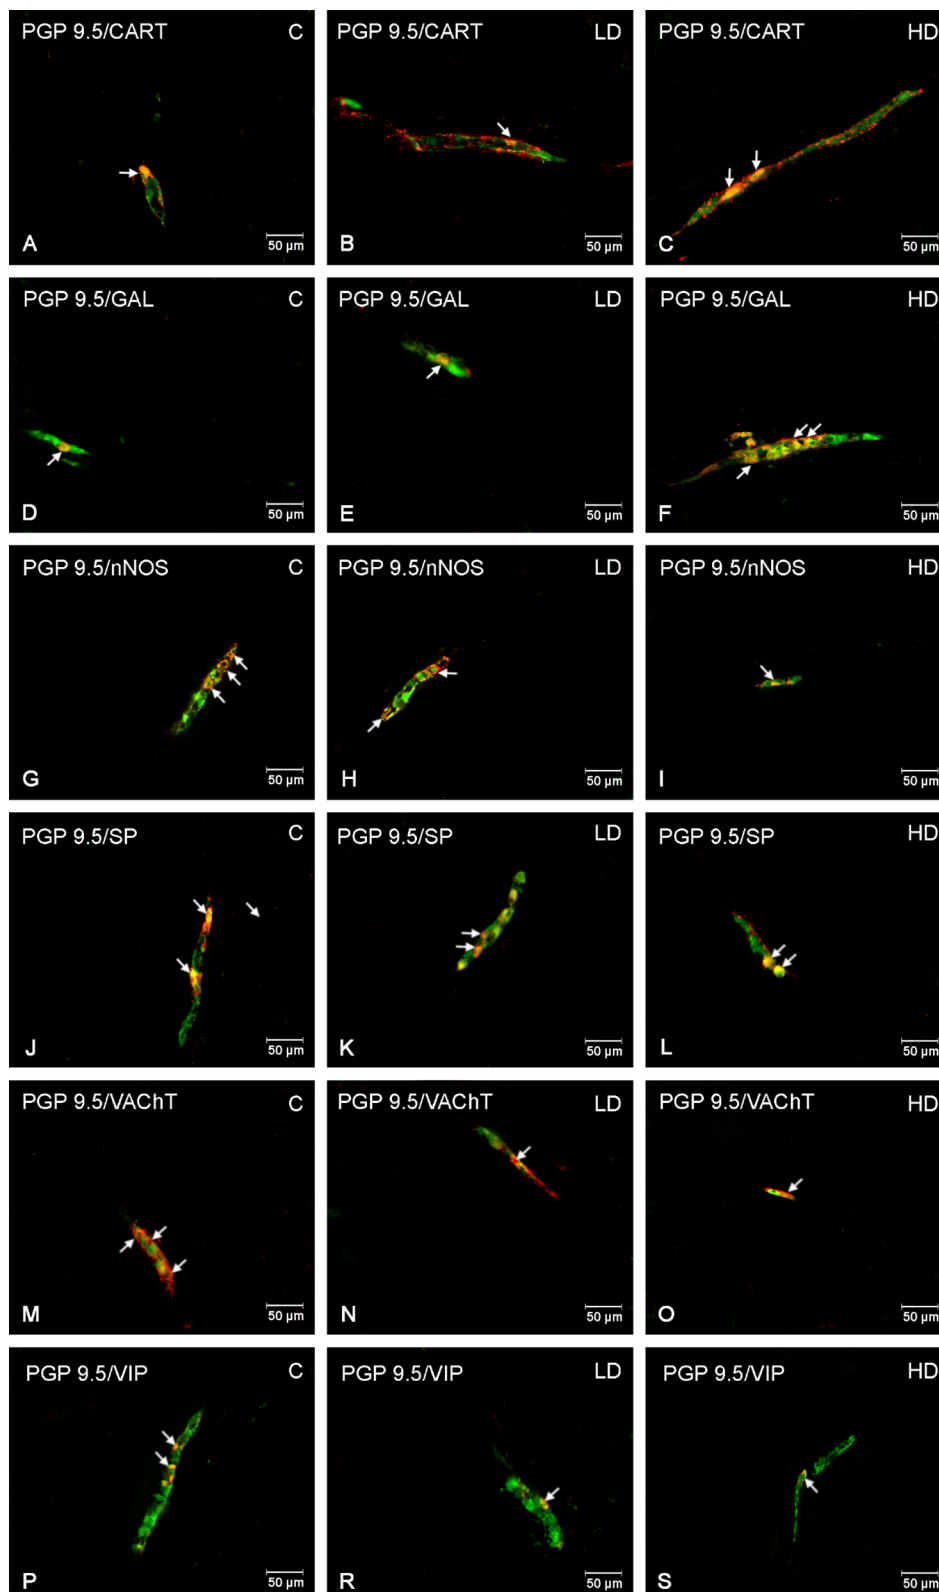 PGP 9.5/CART C
50 µm
A
PGP 9.5/CART LD
50 µm
B
PGP 9.5/CART HD
50 µm
C
PGP 9.5/GAL C
50 µm
D
PGP 9.5/GAL LD
50 µm
E
PGP 9.5/GAL HD
50 µm
F
PGP 9.5/nNOS C
50 µm
G
PGP 9.5/nNOS LD
50 µm
H
PGP 9.5/nNOS HD
50 µm
I
PGP 9.5/SP C
50 µm
J
PGP 9.5/SP LD
50 µm
K
PGP 9.5/SP HD
50 µm
L
PGP 9.5/VAChT C
50 µm
M
PGP 9.5/VAChT LD
50 µm
N
PGP 9.5/VAChT HD
50 µm
O
PGP 9.5/VIP C
50 µm
P
PGP 9.5/VIP LD
50 µm
R
PGP 9.5/VIP HD
50 µm
S